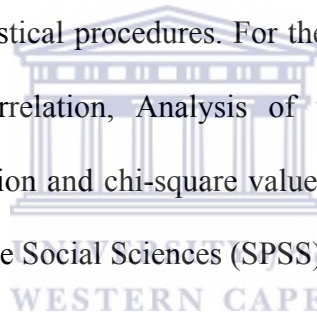 stical procedures. For the
rrelation, Analysis of
ion and chi-square value
UNIVERSITY of the
e Social Sciences (SPSS)
WESTERN CAPE